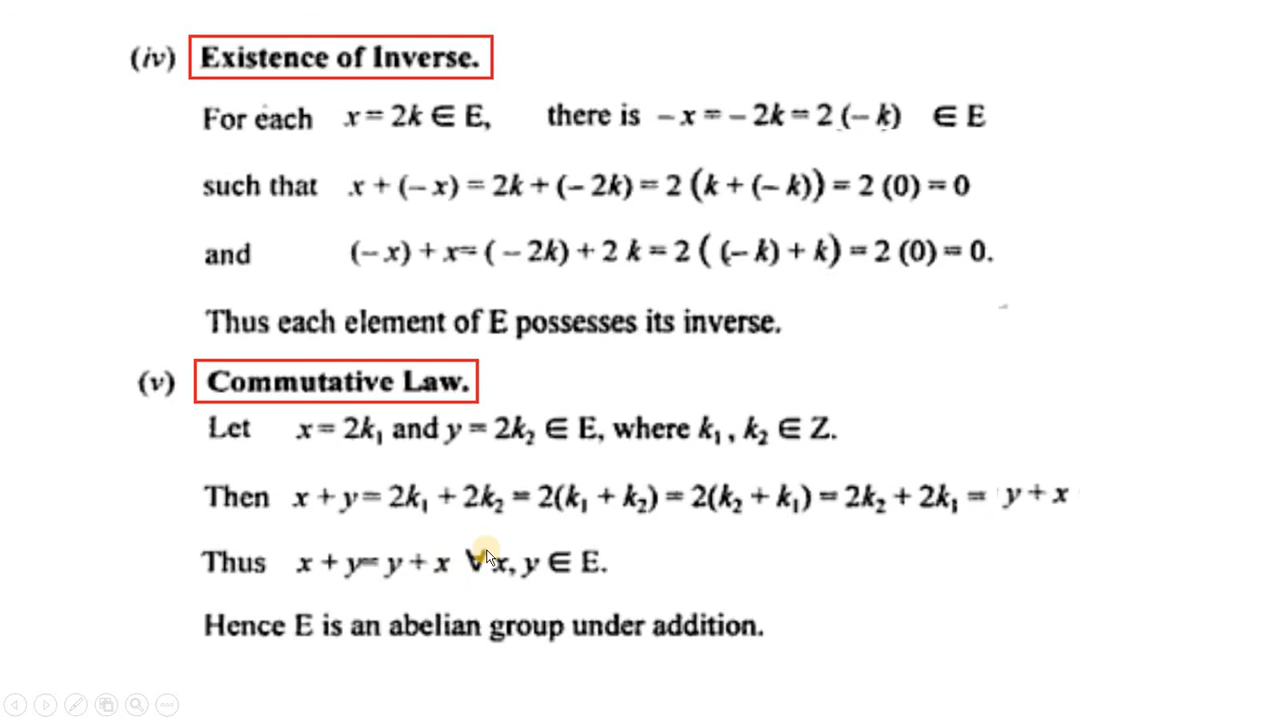 (iv) Existence of Inverse.
For each x = 2k ∈ E, there is − x = − 2k = 2 (− k) ∈ E
such that x + (− x) = 2k + (− 2k) = 2 (k + (− k)) = 2 (0) = 0
and (− x) + x = ( − 2k) + 2 k = 2 ( (− k) + k) = 2 (0) = 0.
Thus each element of E possesses its inverse.
(v) Commutative Law.
Let x = 2k₁ and y = 2k₂ ∈ E, where k₁ , k₂ ∈ Z.
Then x + y = 2k₁ + 2k₂ = 2(k₁ + k₂) = 2(k₂ + k₁) = 2k₂ + 2k₁ = y + x
Thus x + y = y + x ∀ x, y ∈ E.
Hence E is an abelian group under addition.